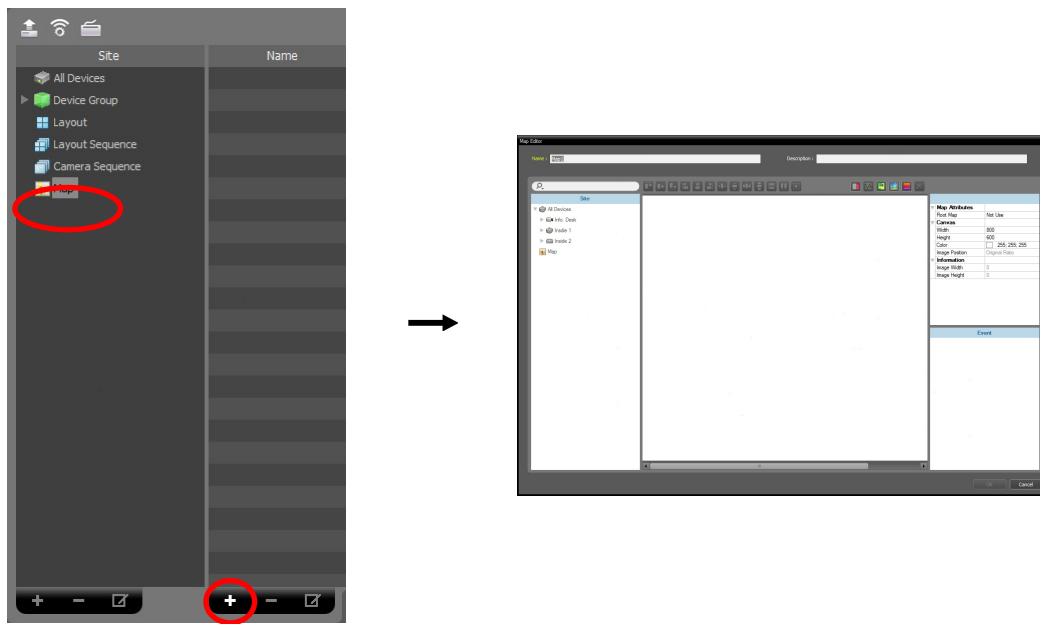 Site
Name
All Devices
Device Group
Layout
Layout Sequence
Camera Sequence
Map
Map Editor
Name :
Description :
Site
All Devices
Info. Desk
Inside 1
Inside 2
Map
Map Attributes
Root Map Not Use
Canvas
Width 800
Height 600
Color 255; 255; 255
Image Position Original Ratio
Information
Image Width 0
Image Height 0
Event
OK
Cancel